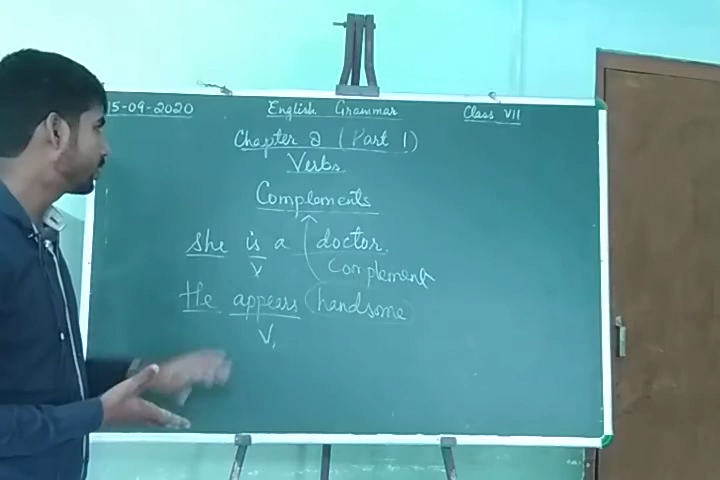 15-09-2020 English Grammar Class VII
Chapter 2 (Part 1)
Verbs
Complements
she is a doctor.
V
Complement
He appears handsome
V,